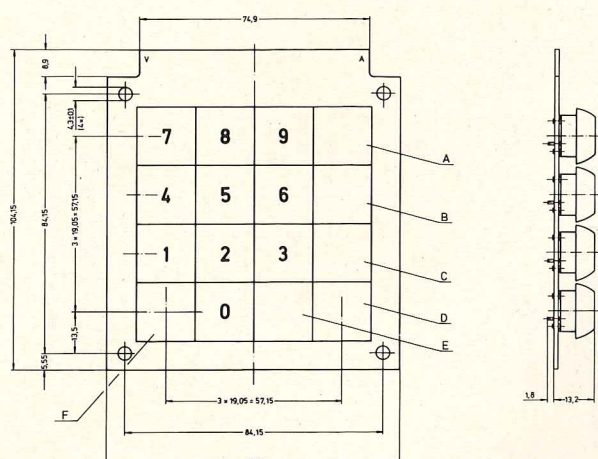 74,9
V A
8,9
4,3±0,1
(4×)
104,15
84,15
3 × 19,05 = 57,15
13,5
5,55
7 8 9
A
4 5 6
B
1 2 3
C
0
D
E
F
3 × 19,05 = 57,15
84,15
1,8
13,2